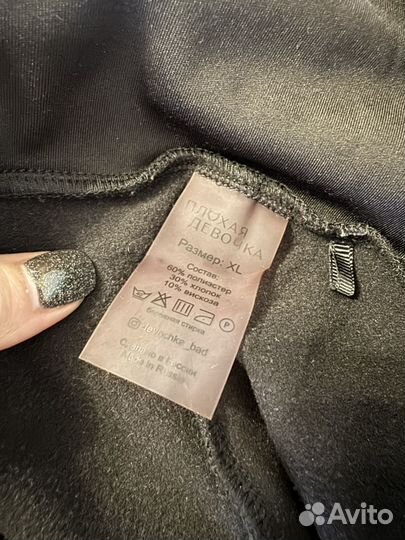 ПЛОХАЯ
ДЕВОЧКА
Размер: XL
Состав:
60% полиэстер
30% хлопок
10% вискоза
P
бережная стирка
devochka_bad
Сделано в России
Made in Russia
Avito